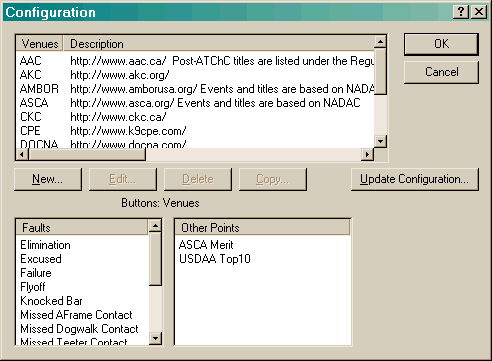 Configuration
Venues Description
AAC http://www.aac.ca/ Post-AtChC titles are listed under the Regu
AKC http://www.akc.org/
AMBOR http://www.amborusa.org/ Events and titles are based on NADAC
ASCA http://www.asca.org/ Events and titles are based on NADAC
CKC http://www.ckc.ca/
CPE http://www.k9cpe.com/
DOCNA http://www.docna.com/
OK
Cancel
New... Edit... Delete Copy... Update Configuration...
Buttons: Venues
Faults
Elimination
Excused
Failure
Flyoff
Knocked Bar
Missed AFrame Contact
Missed Dogwalk Contact
Missed Teeter Contact
Other Points
ASCA Merit
USDAA Top10